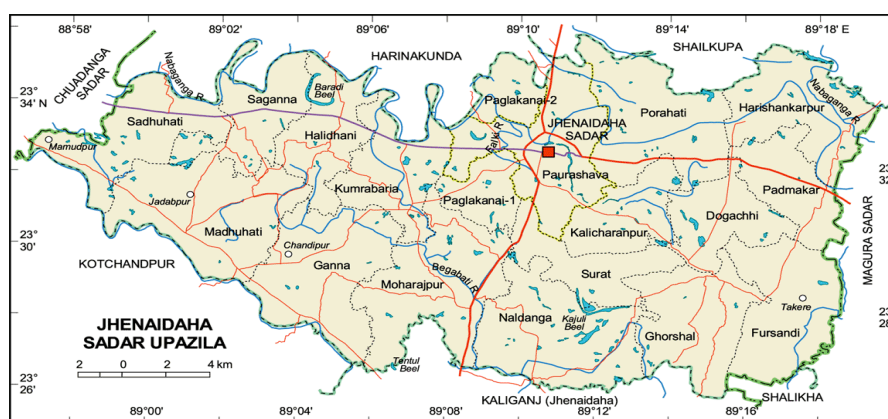 88° 58'
89° 02'
89° 06'
89° 10'
89° 14'
89° 18' E
CHUADANGA
SADAR
Nabaganga R.
HARINAKUNDA
SHAILKUPA
23°
34' N
Saganna
Baradi
Beel
Paglakanai-2
Porahati
Harishankarpur
Nabaganga R.
Sadhuhati
Halidhani
JHENAIDAHA
SADAR
Mamudpur
Kumrabaria
Paurashava
Padmakar
Jadabpur
Paglakanai-1
Dogachhi
Madhuhati
Kalicharanpur
MAGURA SADAR
23°
30'
Chandipur
KOTCHANDPUR
Ganna
Begabati R.
Surat
Moharajpur
Takere
Naldanga
Kajuli
Beel
JHENAIDAHA
SADAR UPAZILA
Ghorshal
Fursandi
2 0 2 4 km
Tentul
Beel
23°
26'
KALIGANJ (Jhenaidaha)
SHALIKHA
89° 00'
89° 04'
89° 08'
89° 12'
89° 16'